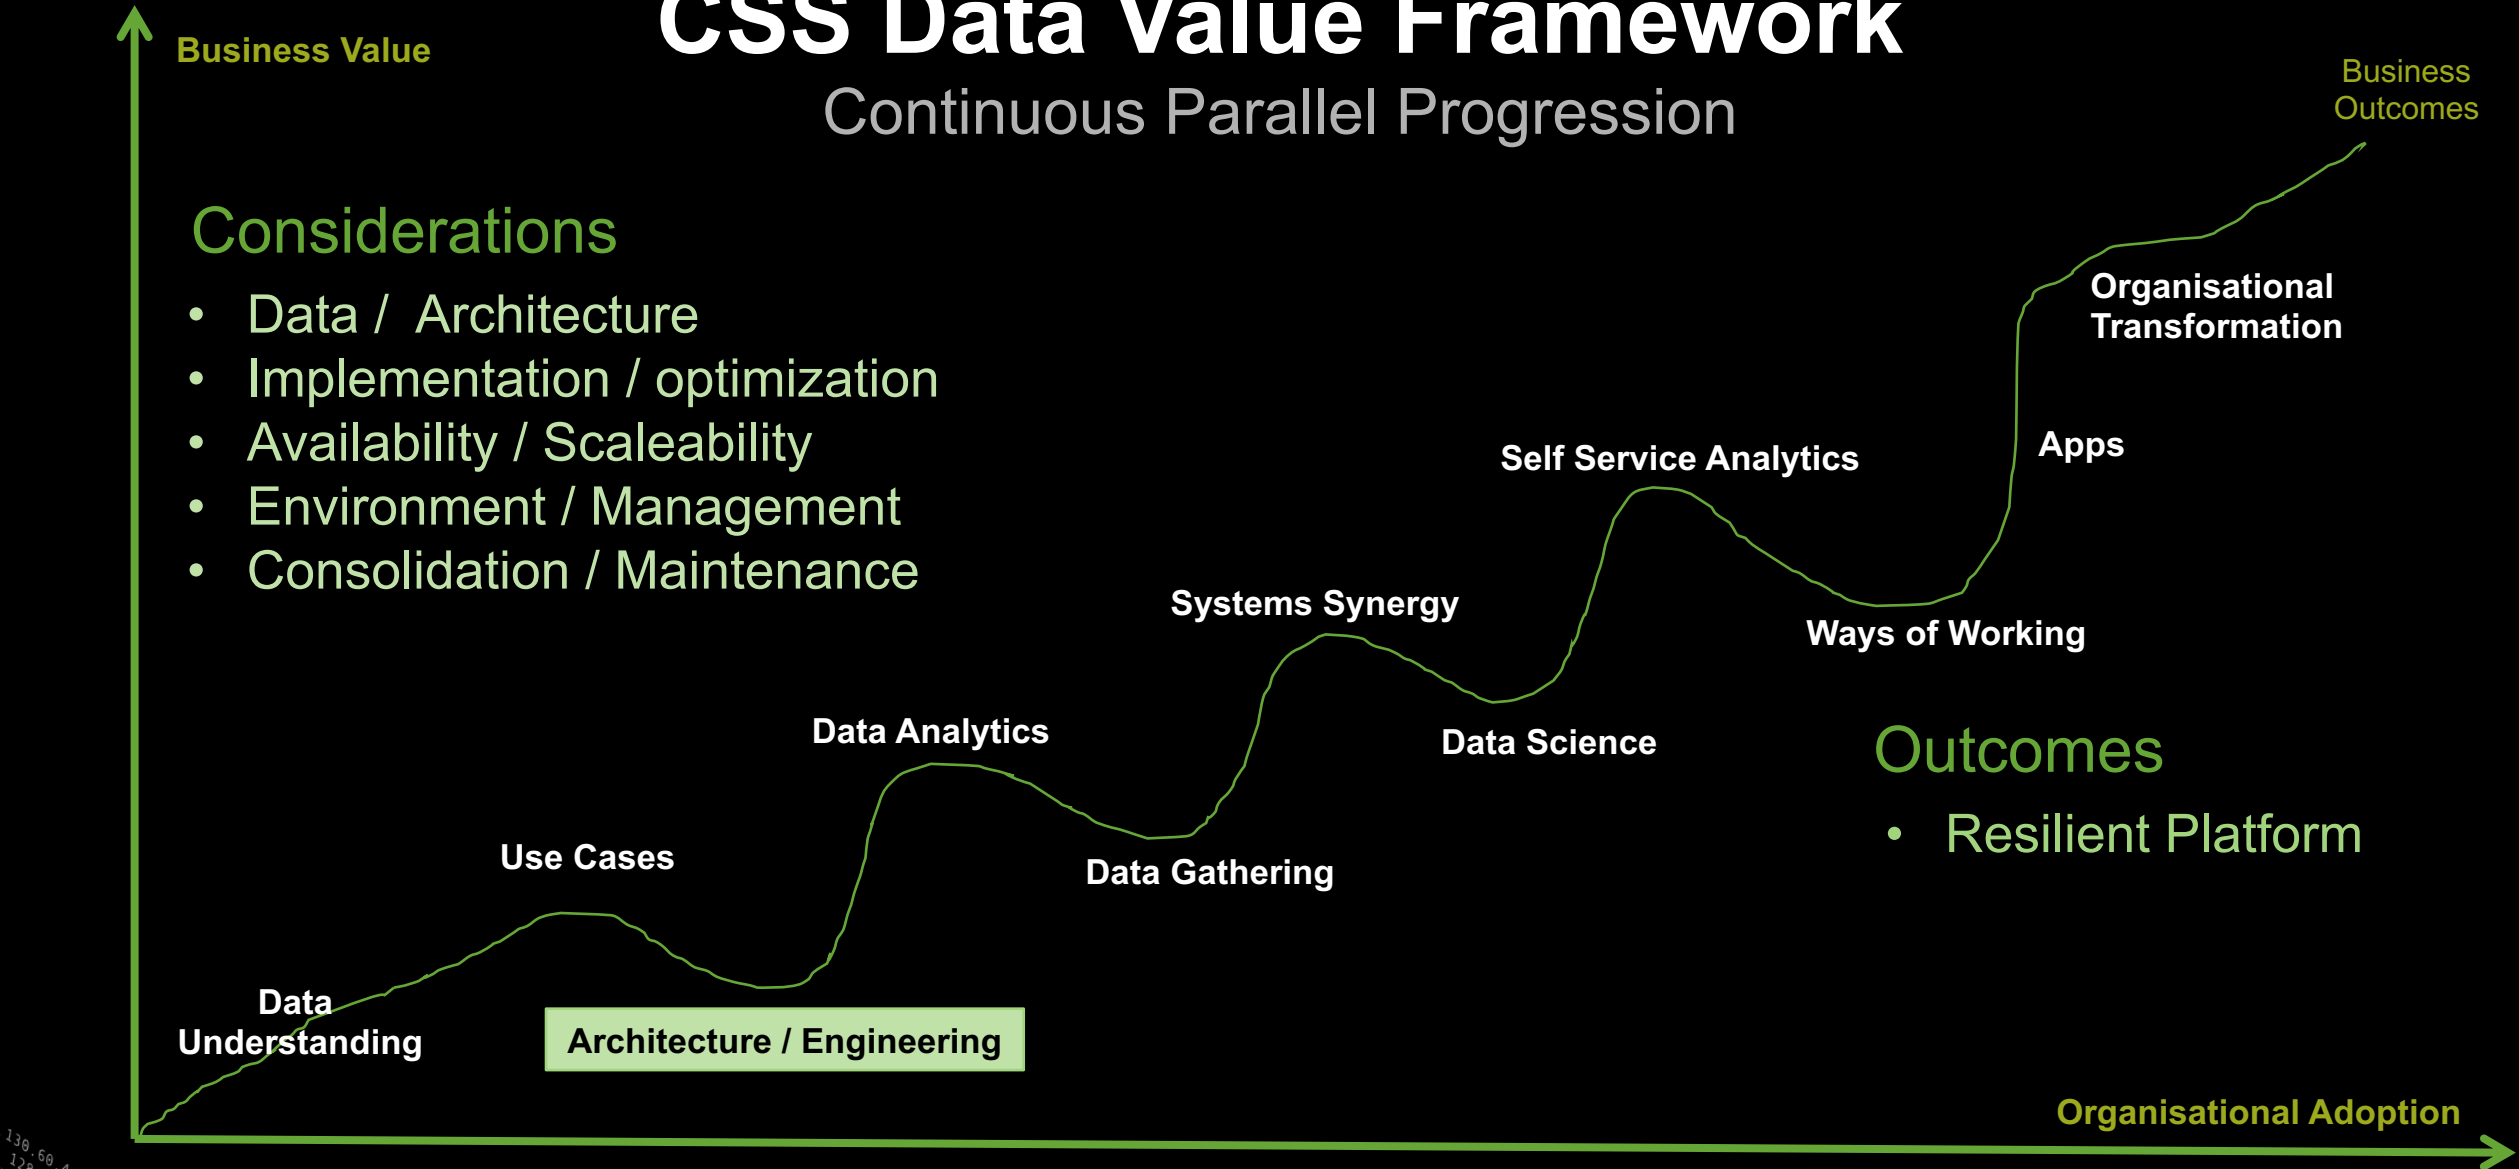 CSS Data Value Framework
Continuous Parallel Progression
Business Value
Business
Outcomes
Considerations
• Data / Architecture
• Implementation / optimization
• Availability / Scaleability
• Environment / Management
• Consolidation / Maintenance
Organisational
Transformation
Apps
Self Service Analytics
Systems Synergy
Ways of Working
Data Analytics
Data Science
Outcomes
• Resilient Platform
Use Cases
Data Gathering
Data
Understanding
Architecture / Engineering
Organisational Adoption
130.60.